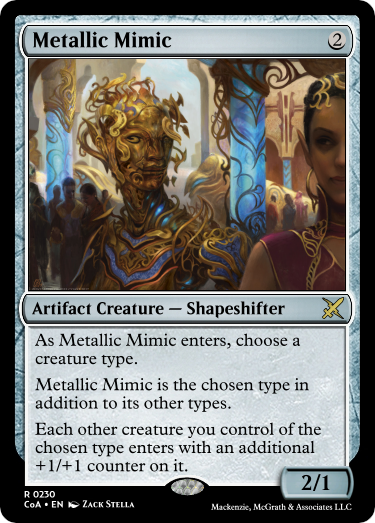 Metallic Mimic 2
Artifact Creature — Shapeshifter
As Metallic Mimic enters, choose a
creature type.
Metallic Mimic is the chosen type in
addition to its other types.
Each other creature you control of the
chosen type enters with an additional
+1/+1 counter on it.
2/1
R 0230
CoA • EN Zack Stella
Mackenzie, McGrath & Associates LLC